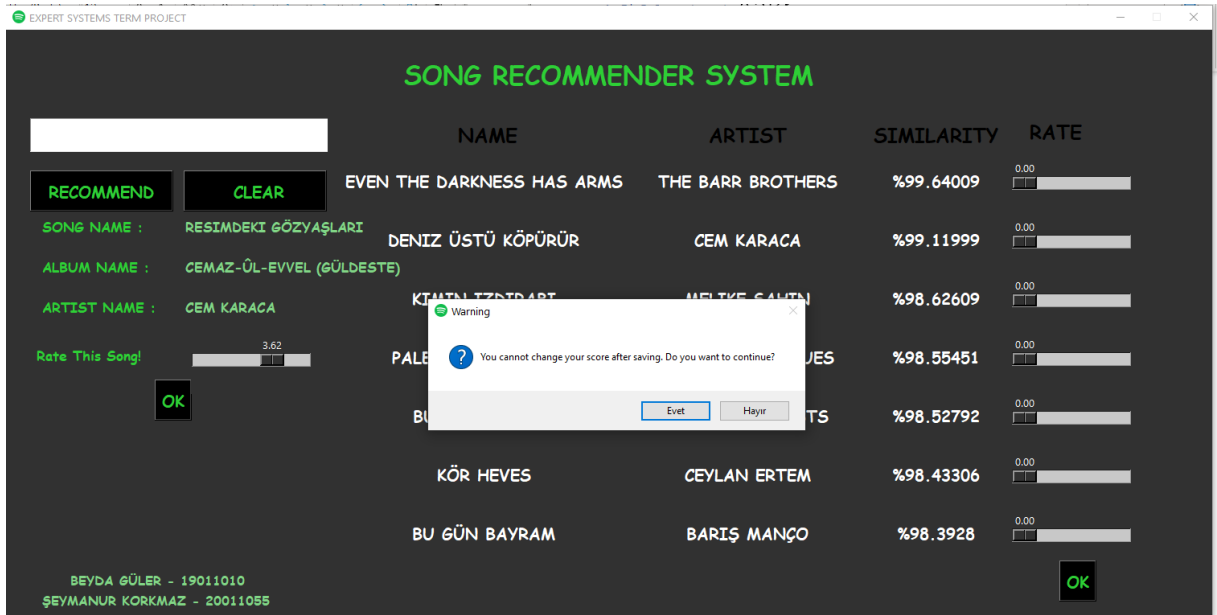 EXPERT SYSTEMS TERM PROJECT
SONG RECOMMENDER SYSTEM
NAME ARTIST SIMILARITY RATE
RECOMMEND CLEAR
EVEN THE DARKNESS HAS ARMS THE BARR BROTHERS %99.64009 0.00
SONG NAME : RESIMDEKI GÖZYAŞLARI
DENIZ ÜSTÜ KÖPÜRÜR CEM KARACA %99.11999 0.00
ALBUM NAME : CEMAZ-ÛL-EVVEL (GÜLDESTE)
ARTIST NAME : CEM KARACA
%98.62609 0.00
Warning
Rate This Song! 3.62
You cannot change your score after saving. Do you want to continue?
%98.55451 0.00
Evet Hayır
OK
%98.52792 0.00
KÖR HEVES CEYLAN ERTEM %98.43306 0.00
BU GÜN BAYRAM BARIŞ MANÇO %98.3928 0.00
OK
BEYDA GÜLER - 19011010
ŞEYMANUR KORKMAZ - 20011055